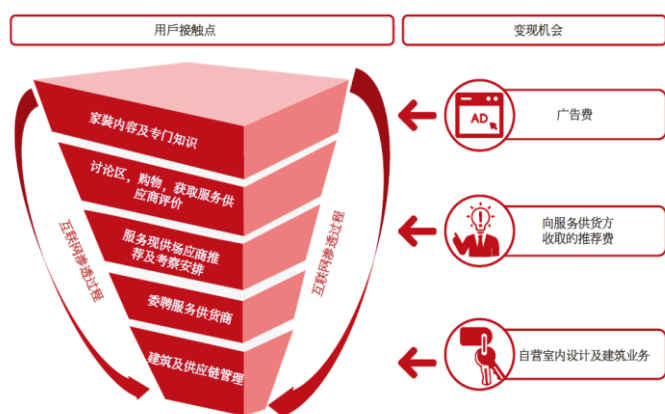 用戶接触点
变现机会
家裝内容及专门知识
讨论区，购物，获取服务供
应商评价
服务现供场应商推
荐及考察安排
委聘服务供货商
建筑及供应链管理
互联网滲透过程
互联网滲透过程
AD
广告费
向服务供货方
收取的推荐费
自营室内设计及建筑业务